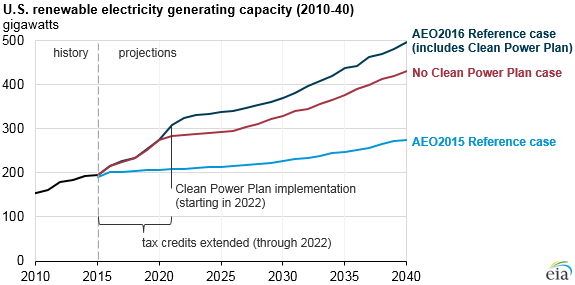 U.S. renewable electricity generating capacity (2010-40)
gigawatts
500
400
300
200
100
0
history
projections
AEO2016 Reference case
(includes Clean Power Plan)
No Clean Power Plan case
AEO2015 Reference case
Clean Power Plan implementation
(starting in 2022)
tax credits extended (through 2022)
2010
2015
2020
2025
2030
2035
2040
eia